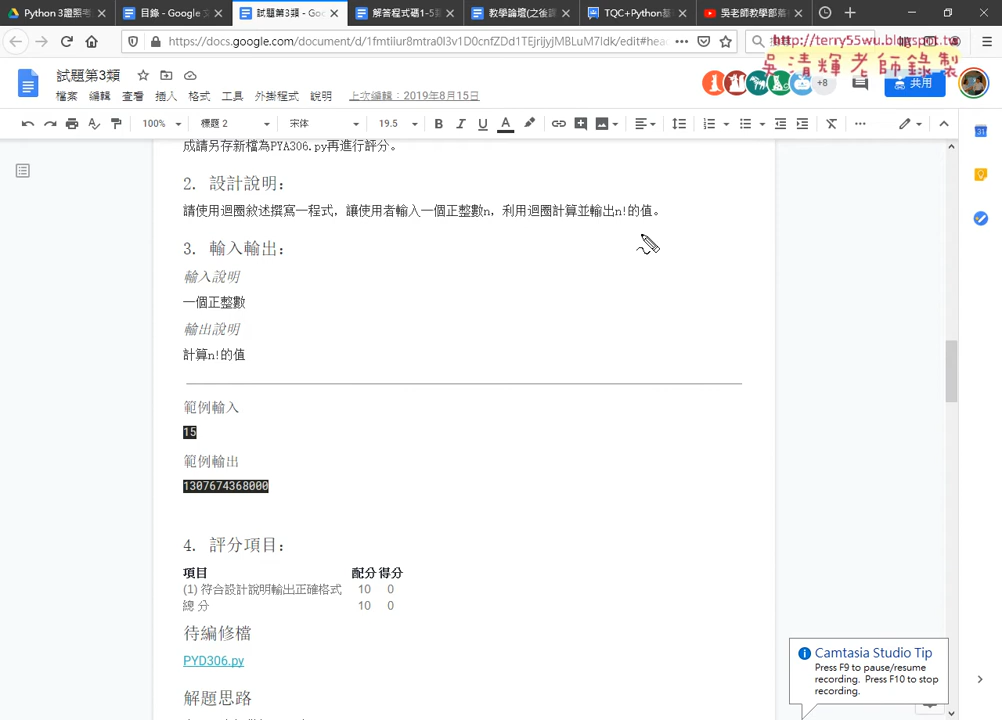 Python 3證照考
目錄 - Google 文
試題第3類 - Goo
解答程式碼1-5類
教學論壇(之後課
TQC+Python基
吳老師教學部落
https://docs.google.com/document/d/1fmtiiur8mtra0I3v1D0cnfZDd1TEjrijyjMBLuM7Idk/edit#hea
http://terry55wu.blogspot.tw
吳清輝老師錄製
試題第3類
檔案 編輯 查看 插入 格式 工具 外掛程式 說明 上次編輯：2019年8月15日
+8
共用
100% 標題 2 宋体 19.5 B I U A
成請另存新檔為PYA306.py再進行評分。
2. 設計說明：
請使用迴圈敘述撰寫一程式，讓使用者輸入一個正整數n，利用迴圈計算並輸出n!的值。
3. 輸入輸出：
輸入說明
一個正整數
輸出說明
計算n!的值
範例輸入
15
範例輸出
1307674368000
4. 評分項目：
項目 配分 得分
(1) 符合設計說明輸出正確格式 10 0
總 分 10 0
待編修檔
PYD306.py
解題思路
Camtasia Studio Tip
Press F9 to pause/resume
recording. Press F10 to stop
recording.